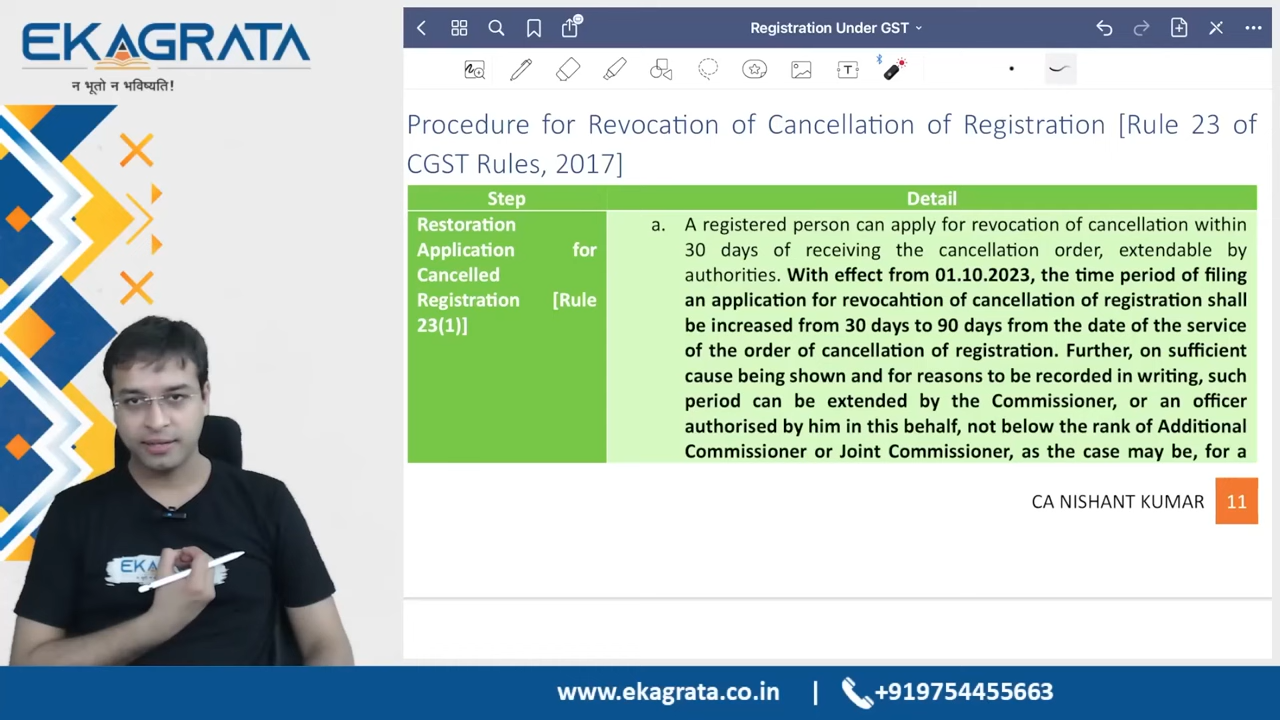 EKAGRATA
न भूतो न भविष्यति!
Registration Under GST
T
Procedure for Revocation of Cancellation of Registration [Rule 23 of
CGST Rules, 2017]
Step
Detail
Restoration
Application for
Cancelled
Registration [Rule
23(1)]
a. A registered person can apply for revocation of cancellation within
30 days of receiving the cancellation order, extendable by
authorities. With effect from 01.10.2023, the time period of filing
an application for revocahtion of cancellation of registration shall
be increased from 30 days to 90 days from the date of the service
of the order of cancellation of registration. Further, on sufficient
cause being shown and for reasons to be recorded in writing, such
period can be extended by the Commissioner, or an officer
authorised by him in this behalf, not below the rank of Additional
Commissioner or Joint Commissioner, as the case may be, for a
CA NISHANT KUMAR 11
EKAGRATA
www.ekagrata.co.in | +919754455663